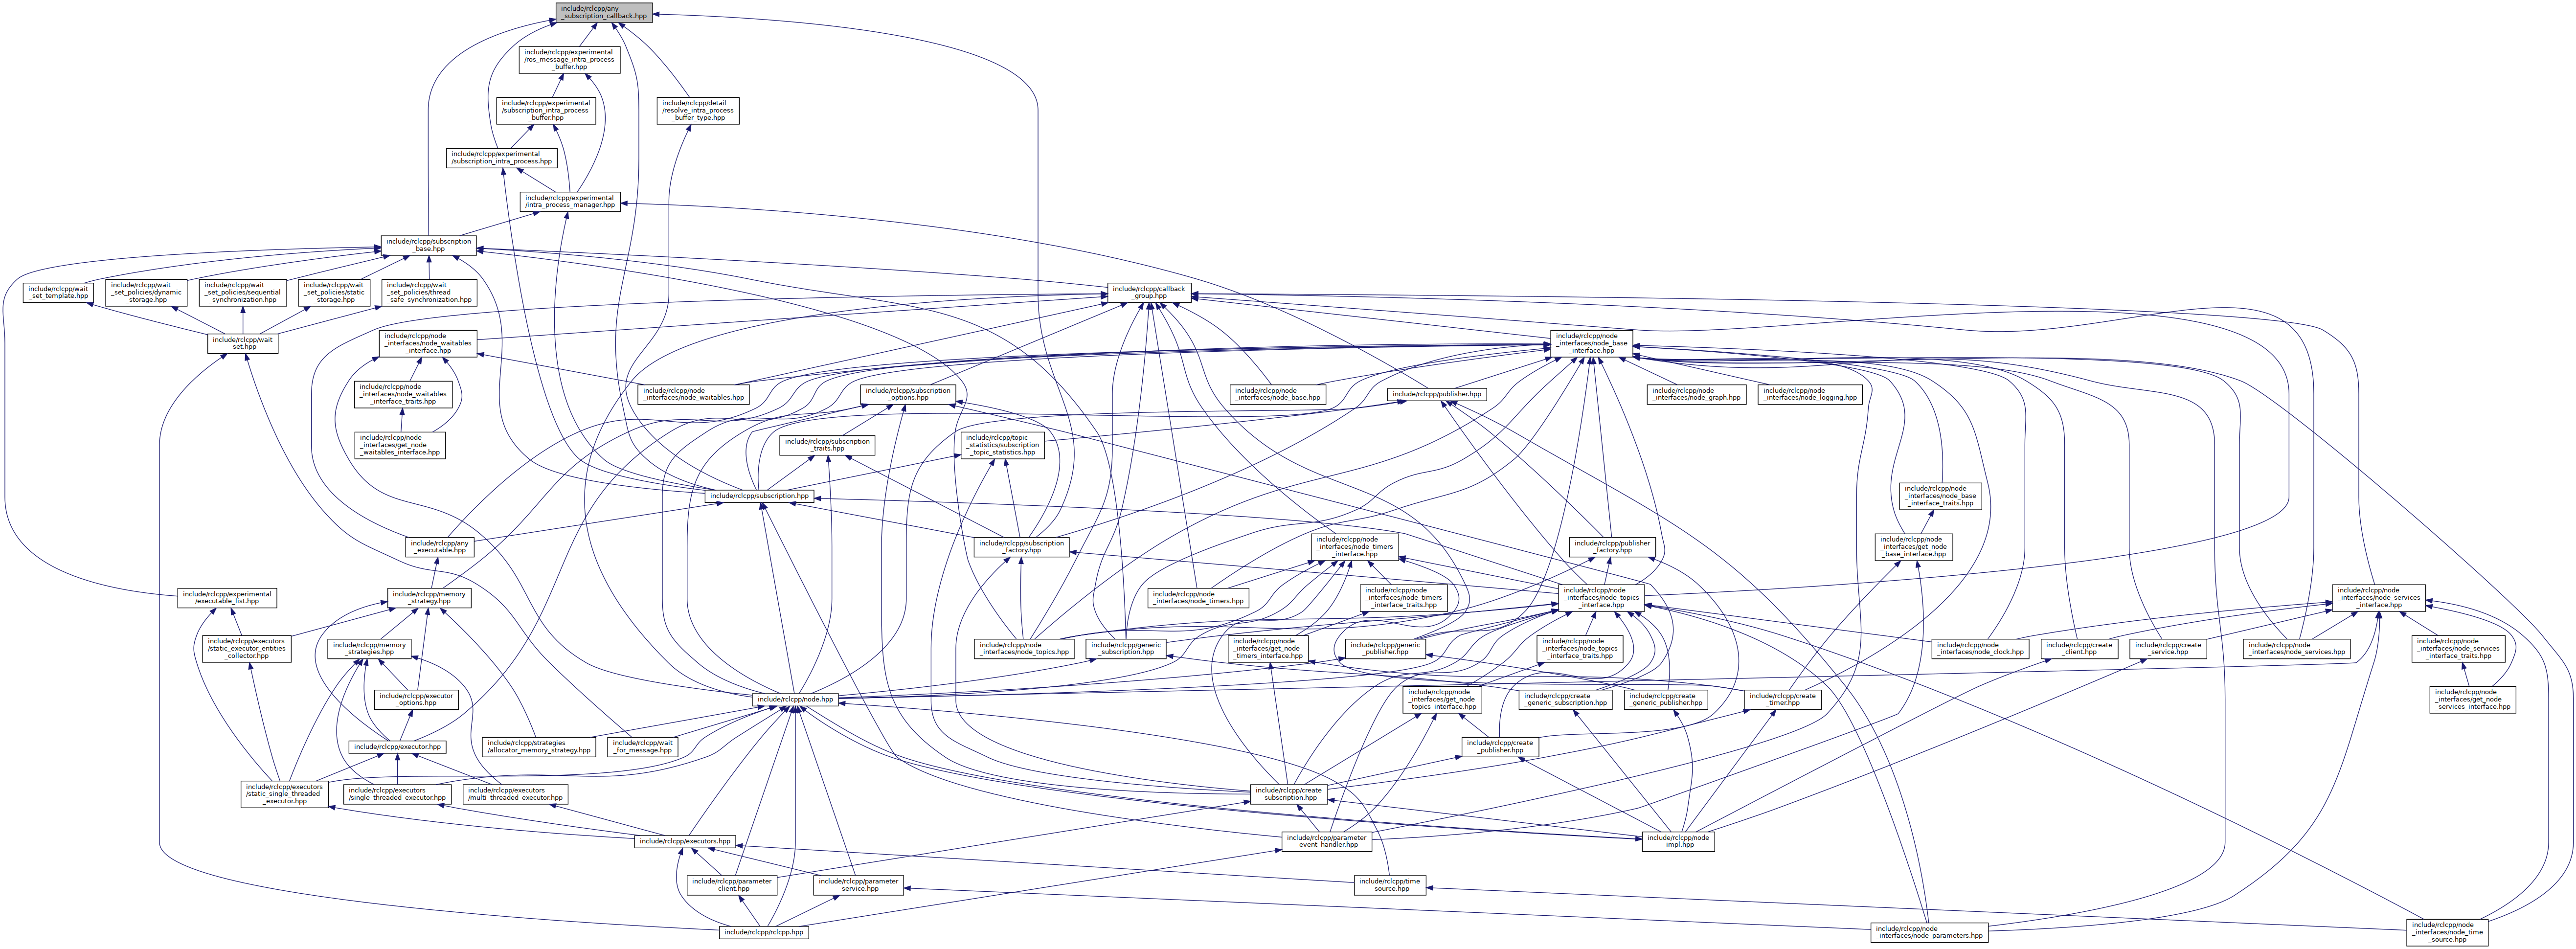 include/rclcpp/any
_subscription_callback.hpp
include/rclcpp/experimental
/ros_message_intra_process
_buffer.hpp
include/rclcpp/experimental
/subscription_intra_process
_buffer.hpp
include/rclcpp/detail
/resolve_intra_process
_buffer_type.hpp
include/rclcpp/experimental
/subscription_intra_process.hpp
include/rclcpp/experimental
/intra_process_manager.hpp
include/rclcpp/subscription
_base.hpp
include/rclcpp/wait
_set_template.hpp
include/rclcpp/wait
_set_policies/dynamic
_storage.hpp
include/rclcpp/wait
_set_policies/sequential
_synchronization.hpp
include/rclcpp/wait
_set_policies/static
_storage.hpp
include/rclcpp/wait
_set_policies/thread
_safe_synchronization.hpp
include/rclcpp/callback
_group.hpp
include/rclcpp/wait
_set.hpp
include/rclcpp/node
_interfaces/node_waitables
_interface.hpp
include/rclcpp/node
_interfaces/node_base
_interface.hpp
include/rclcpp/node
_interfaces/node_waitables
_interface_traits.hpp
include/rclcpp/node
_interfaces/node_waitables.hpp
include/rclcpp/subscription
_options.hpp
include/rclcpp/node
_interfaces/node_base.hpp
include/rclcpp/publisher.hpp
include/rclcpp/node
_interfaces/node_graph.hpp
include/rclcpp/node
_interfaces/node_logging.hpp
include/rclcpp/node
_interfaces/get_node
_waitables_interface.hpp
include/rclcpp/subscription
_traits.hpp
include/rclcpp/topic
_statistics/subscription
_topic_statistics.hpp
include/rclcpp/subscription.hpp
include/rclcpp/node
_interfaces/node_base
_interface_traits.hpp
include/rclcpp/any
_executable.hpp
include/rclcpp/subscription
_factory.hpp
include/rclcpp/node
_interfaces/node_timers
_interface.hpp
include/rclcpp/publisher
_factory.hpp
include/rclcpp/node
_interfaces/get_node
_base_interface.hpp
include/rclcpp/experimental
/executable_list.hpp
include/rclcpp/memory
_strategy.hpp
include/rclcpp/node
_interfaces/node_timers.hpp
include/rclcpp/node
_interfaces/node_timers
_interface_traits.hpp
include/rclcpp/node
_interfaces/node_topics
_interface.hpp
include/rclcpp/node
_interfaces/node_services
_interface.hpp
include/rclcpp/executors
/static_executor_entities
_collector.hpp
include/rclcpp/memory
_strategies.hpp
include/rclcpp/node
_interfaces/node_topics.hpp
include/rclcpp/generic
_subscription.hpp
include/rclcpp/node
_interfaces/get_node
_timers_interface.hpp
include/rclcpp/generic
_publisher.hpp
include/rclcpp/node
_interfaces/node_topics
_interface_traits.hpp
include/rclcpp/node
_interfaces/node_clock.hpp
include/rclcpp/create
_client.hpp
include/rclcpp/create
_service.hpp
include/rclcpp/node
_interfaces/node_services.hpp
include/rclcpp/node
_interfaces/node_services
_interface_traits.hpp
include/rclcpp/executor
_options.hpp
include/rclcpp/node.hpp
include/rclcpp/node
_interfaces/get_node
_topics_interface.hpp
include/rclcpp/create
_generic_subscription.hpp
include/rclcpp/create
_generic_publisher.hpp
include/rclcpp/create
_timer.hpp
include/rclcpp/node
_interfaces/get_node
_services_interface.hpp
include/rclcpp/executor.hpp
include/rclcpp/strategies
/allocator_memory_strategy.hpp
include/rclcpp/wait
_for_message.hpp
include/rclcpp/create
_publisher.hpp
include/rclcpp/executors
/static_single_threaded
_executor.hpp
include/rclcpp/executors
/single_threaded_executor.hpp
include/rclcpp/executors
/multi_threaded_executor.hpp
include/rclcpp/create
_subscription.hpp
include/rclcpp/executors.hpp
include/rclcpp/parameter
_event_handler.hpp
include/rclcpp/node
_impl.hpp
include/rclcpp/parameter
_client.hpp
include/rclcpp/parameter
_service.hpp
include/rclcpp/time
_source.hpp
include/rclcpp/rclcpp.hpp
include/rclcpp/node
_interfaces/node_parameters.hpp
include/rclcpp/node
_interfaces/node_time
_source.hpp